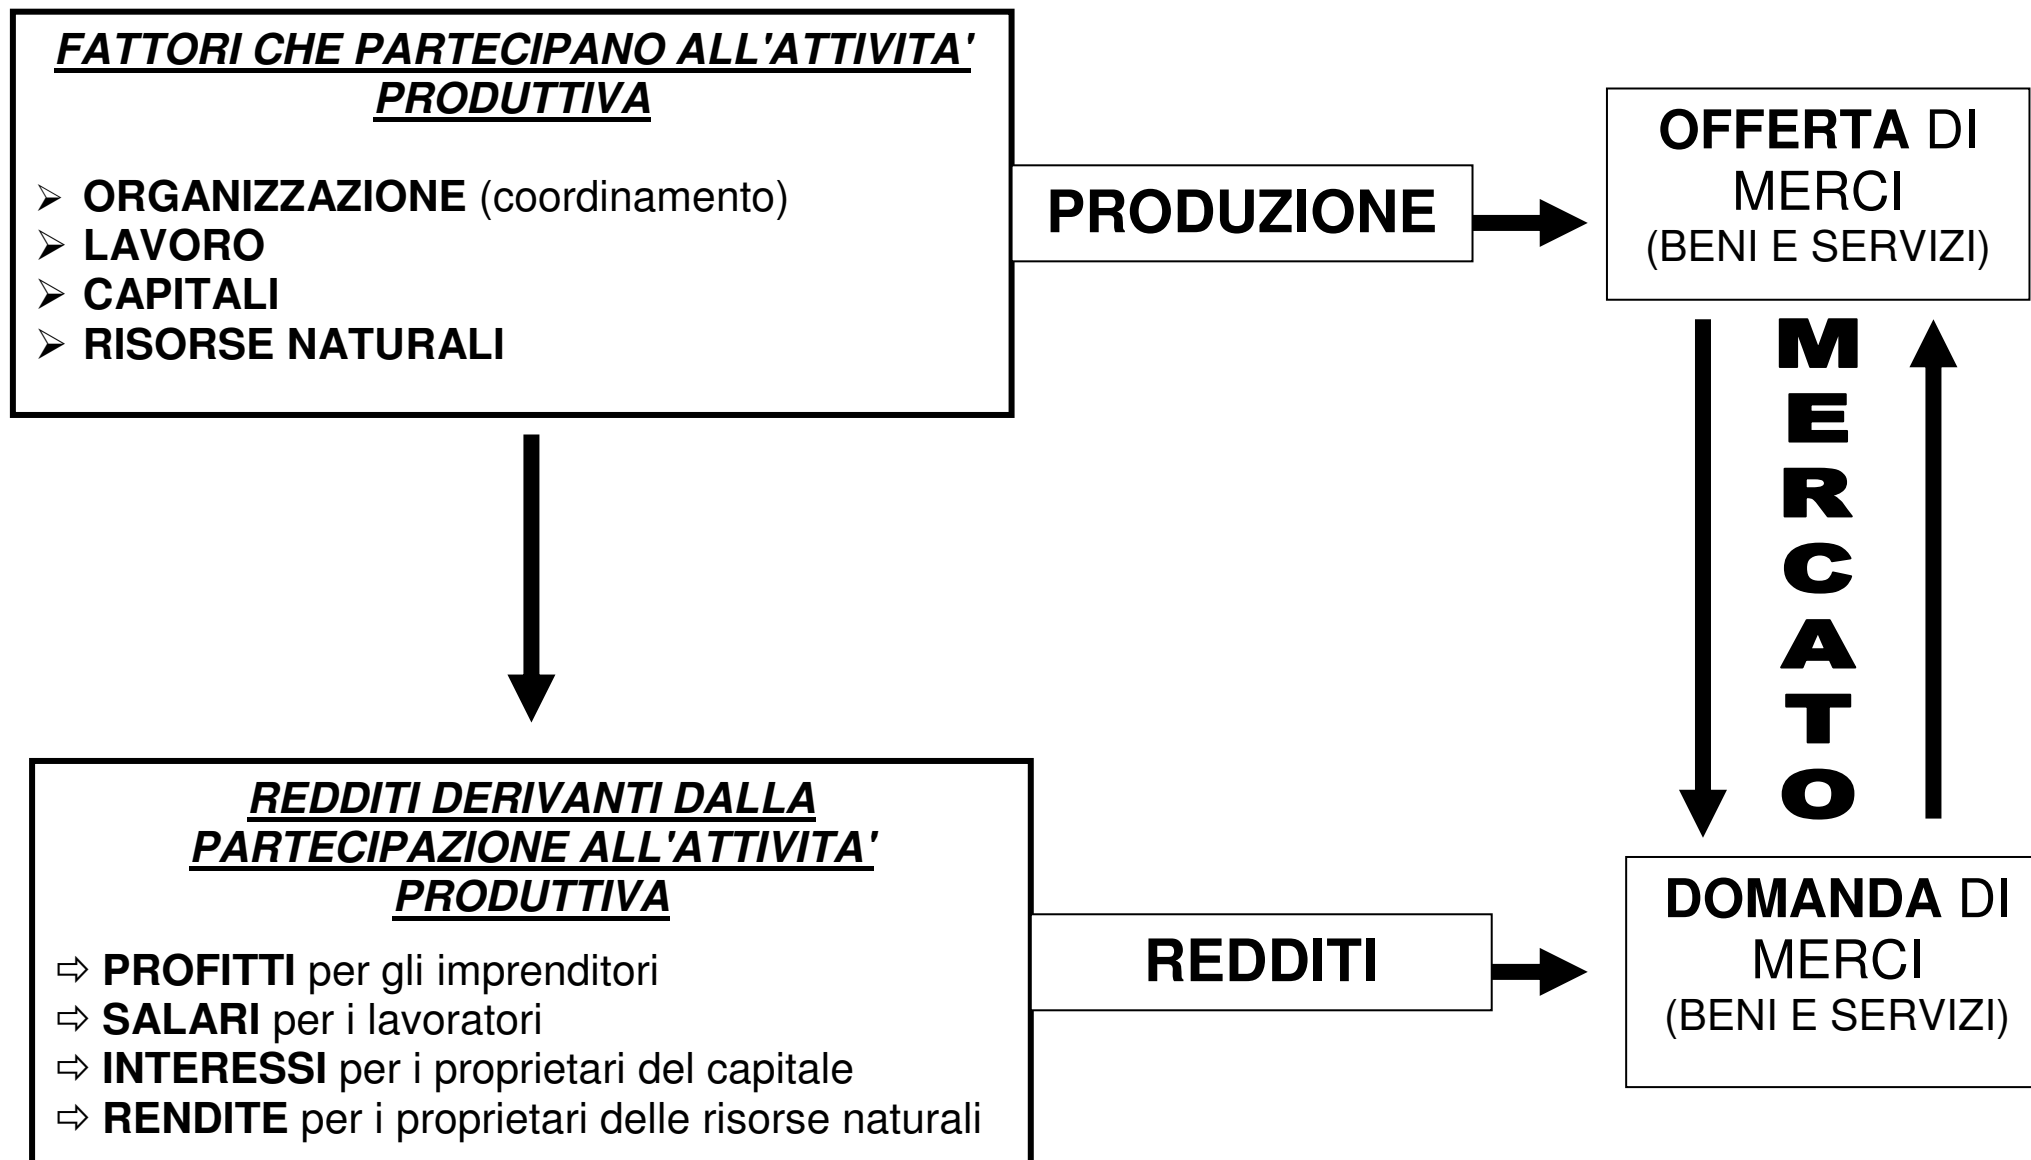 FATTORI CHE PARTECIPANO ALL'ATTIVITA'
PRODUTTIVA
➢ ORGANIZZAZIONE (coordinamento)
➢ LAVORO
➢ CAPITALI
➢ RISORSE NATURALI
PRODUZIONE
OFFERTA DI
MERCI
(BENI E SERVIZI)
M
E
R
C
A
T
O
REDDITI DERIVANTI DALLA
PARTECIPAZIONE ALL'ATTIVITA'
PRODUTTIVA
⇨ PROFITTI per gli imprenditori
⇨ SALARI per i lavoratori
⇨ INTERESSI per i proprietari del capitale
⇨ RENDITE per i proprietari delle risorse naturali
REDDITI
DOMANDA DI
MERCI
(BENI E SERVIZI)